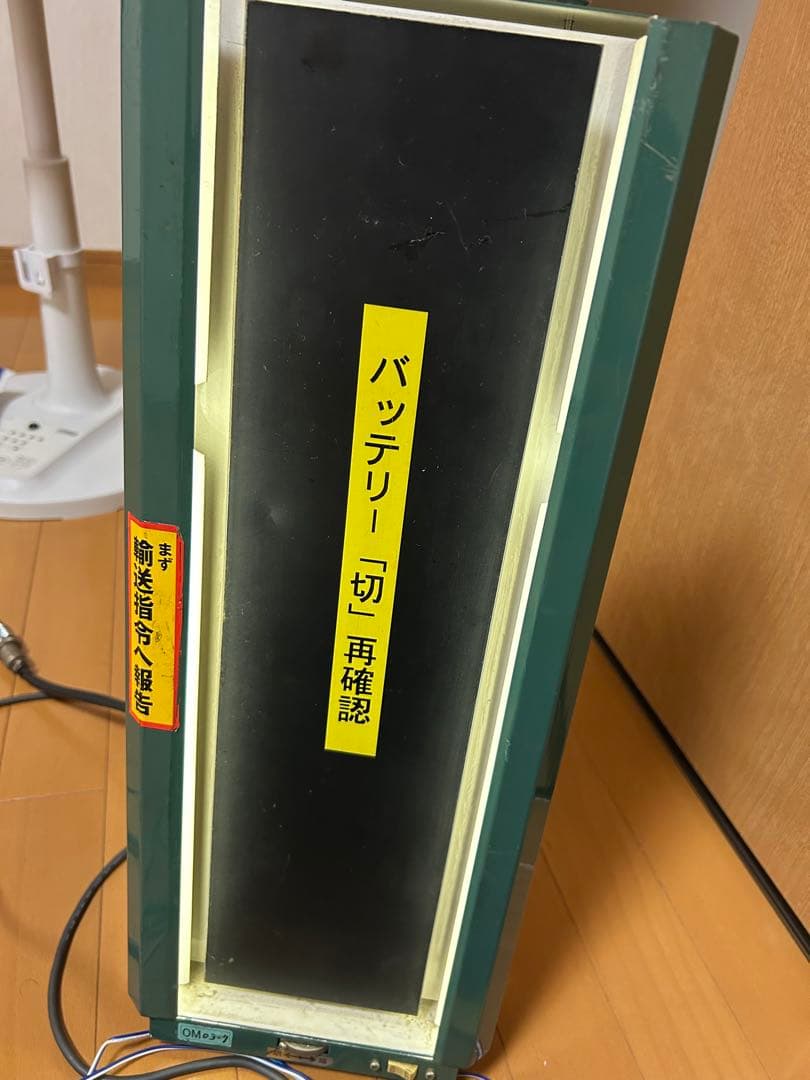 バッテリー「切」再確認
まず
輸送指令へ報告
OM03-7